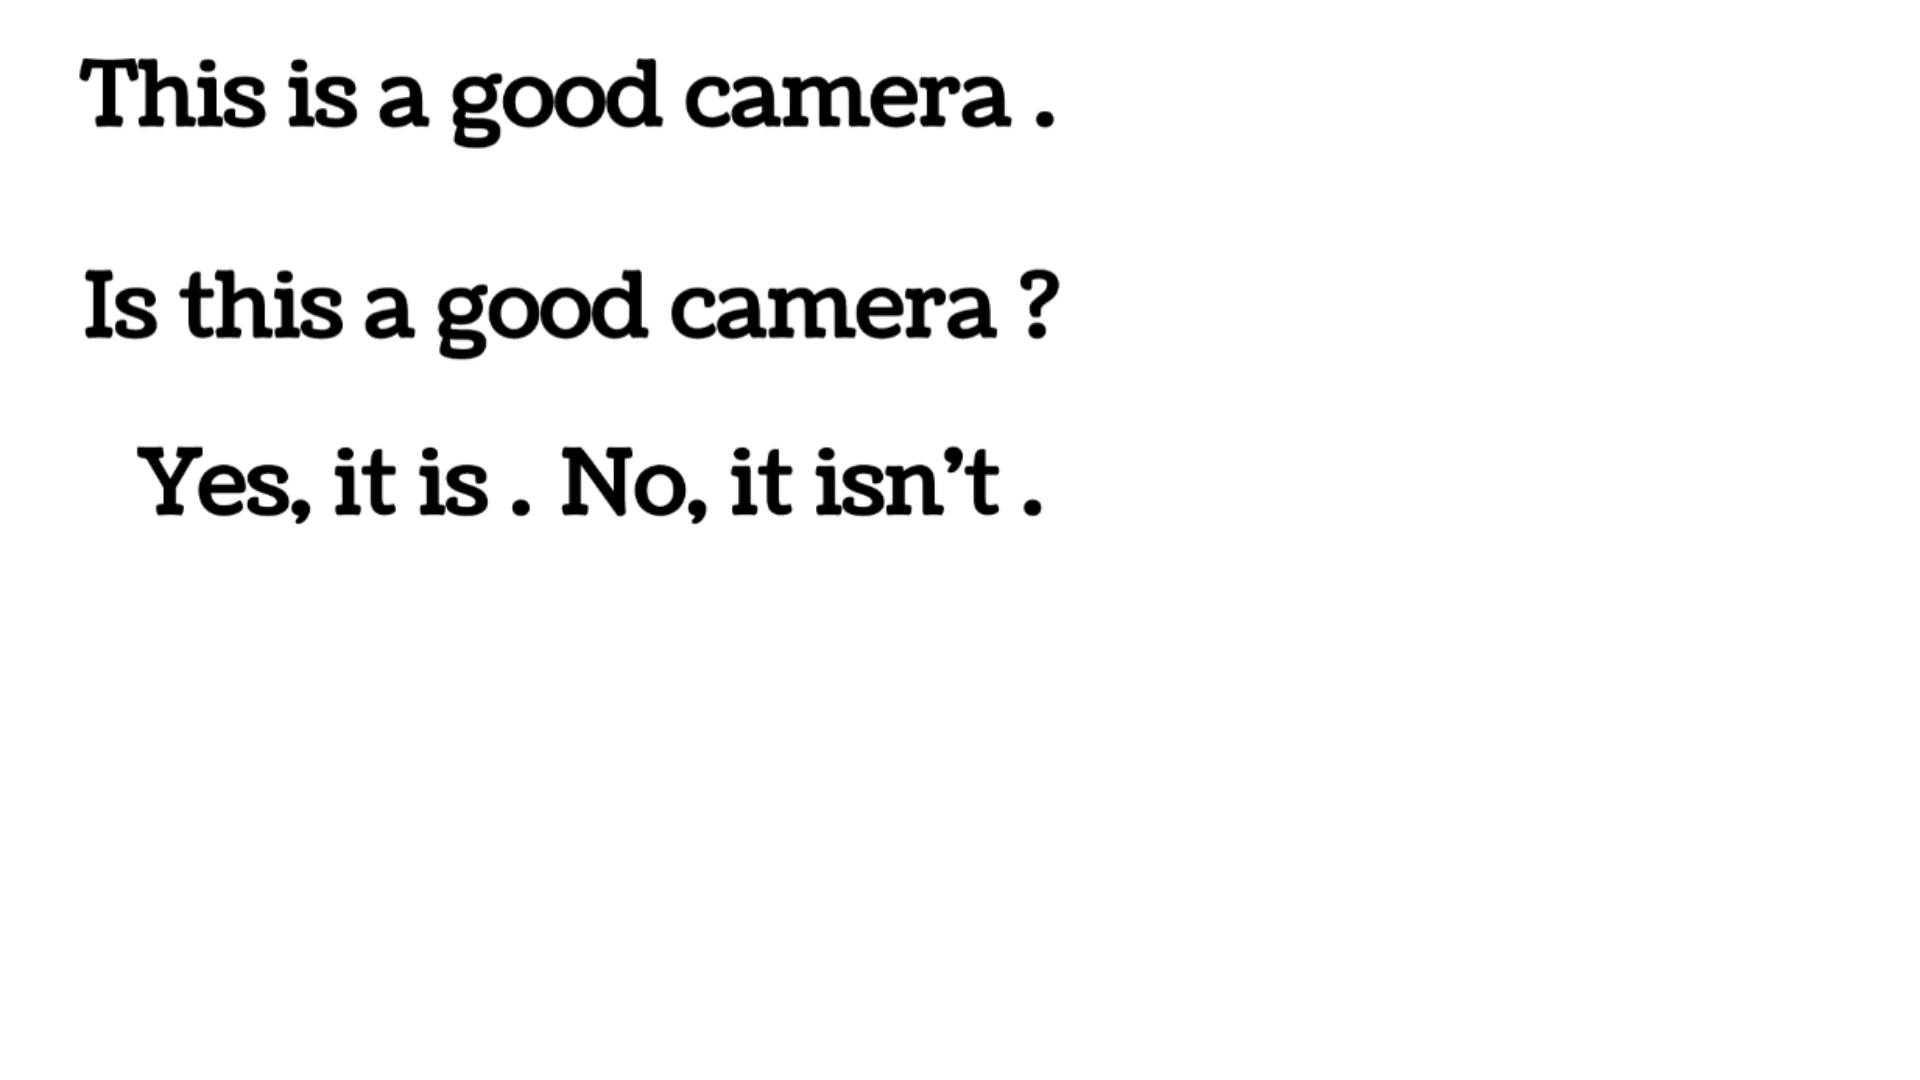 This is a good camera .
Is this a good camera ?
Yes, it is . No, it isn’t .